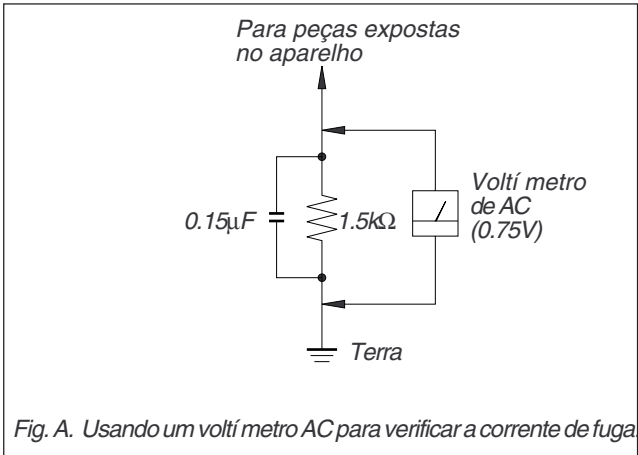 Para peças expostas
no aparelho
0.15µF
1.5kΩ
Voltí metro
de AC
(0.75V)
Terra
Fig. A. Usando um voltí metro AC para verificar a corrente de fuga.